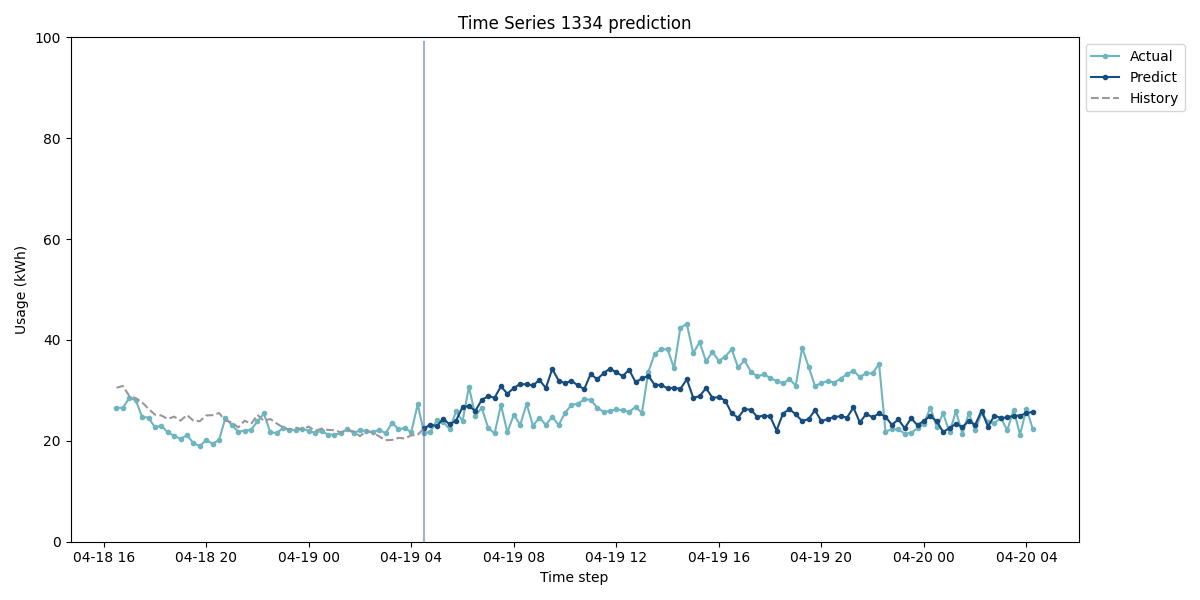 Time Series 1334 prediction
100
80
60
40
20
0
Usage (kWh)
04-18 16
04-18 20
04-19 00
04-19 04
04-19 08
04-19 12
04-19 16
04-19 20
04-20 00
04-20 04
Time step
Actual
Predict
History